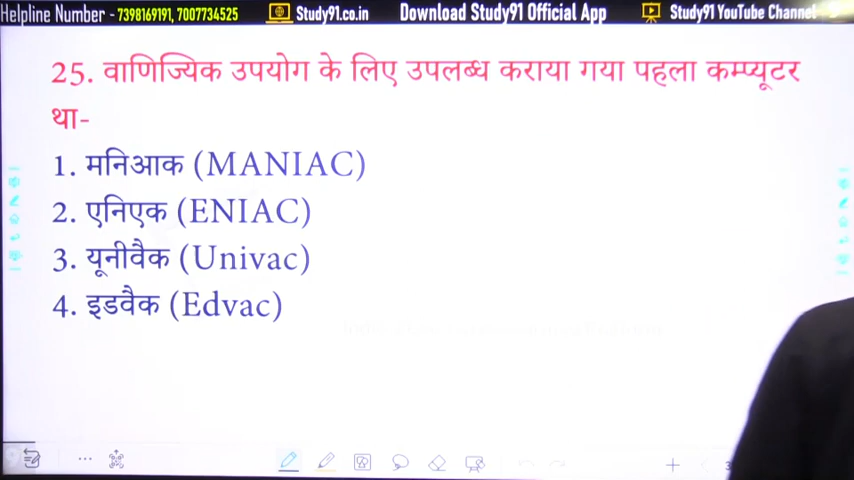 Helpline Number - 7398169191, 7007734525 Study91.co.in Download Study91 Official App Study91 YouTube Channel
25. वाणिज्यिक उपयोग के लिए उपलब्ध कराया गया पहला कम्प्यूटर
था-
1. मनिआक (MANIAC)
2. एनिएक (ENIAC)
3. यूनीवैक (Univac)
4. इडवैक (Edvac)
3